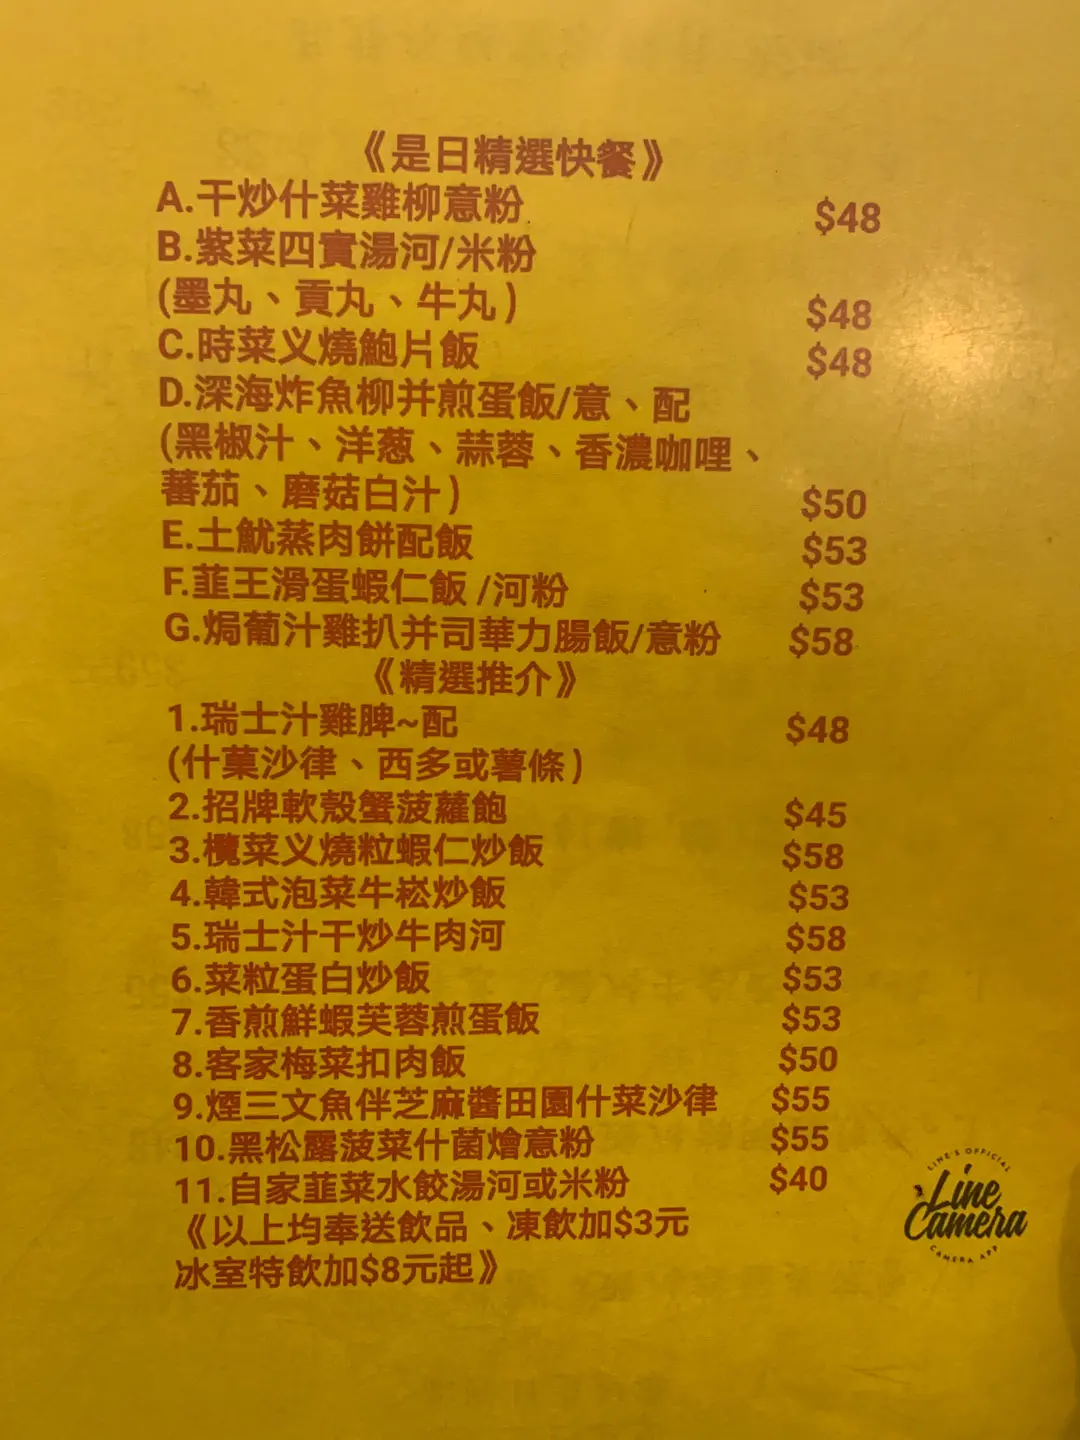 《是日精選快餐》
A.干炒什菜雞柳意粉 $48
B.紫菜四寶湯河/米粉
(墨丸、貢丸、牛丸) $48
C.時菜义燒鮑片飯 $48
D.深海炸魚柳并煎蛋飯/意、配
(黑椒汁、洋葱、蒜蓉、香濃咖哩、
蕃茄、磨菇白汁) $50
E.土魷蒸肉餅配飯 $53
F.韮王滑蛋蝦仁飯 /河粉 $53
G.焗葡汁雞扒并司華力腸飯/意粉 $58
《精選推介》
1.瑞士汁雞脾~配 $48
(什菓沙律、西多或薯條)
2.招牌軟殼蟹菠蘿飽 $45
3.欖菜义燒粒蝦仁炒飯 $58
4.韓式泡菜牛崧炒飯 $53
5.瑞士汁干炒牛肉河 $58
6.菜粒蛋白炒飯 $53
7.香煎鮮蝦芙蓉煎蛋飯 $53
8.客家梅菜扣肉飯 $50
9.煙三文魚伴芝麻醬田園什菜沙律 $55
10.黑松露菠菜什菌燴意粉 $55
11.自家韮菜水餃湯河或米粉 $40
《以上均奉送飲品、凍飲加$3元
冰室特飲加$8元起》
LINE'S OFFICIAL
Line
Camera
CAMERA APP